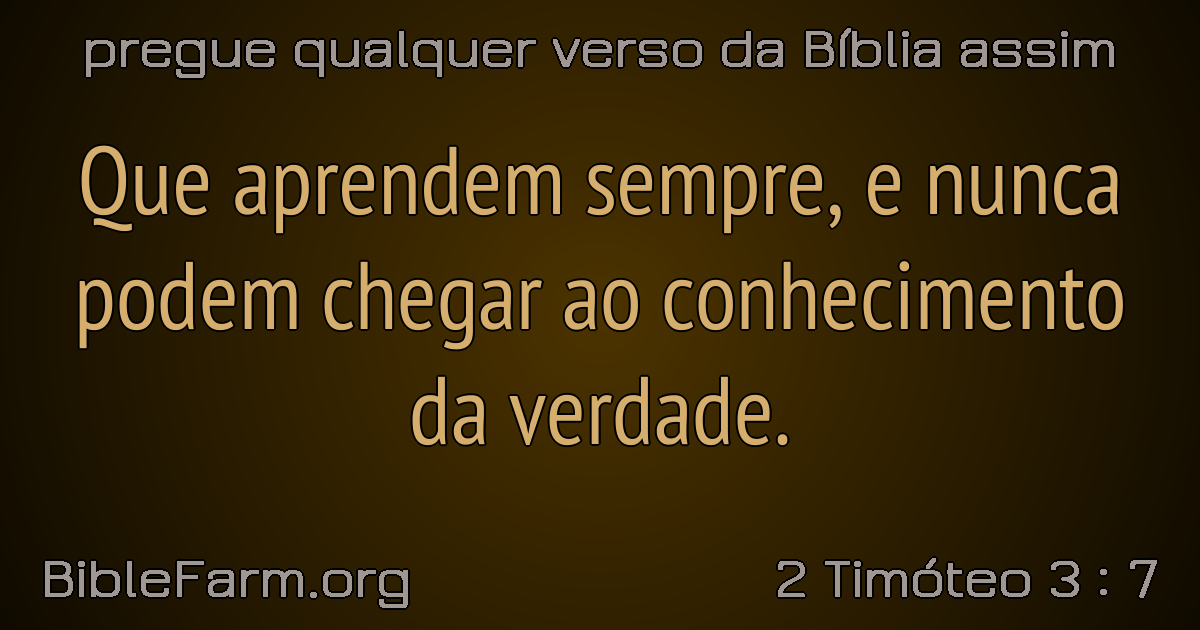 pregue qualquer verso da Bíblia assim
Que aprendem sempre, e nunca
podem chegar ao conhecimento
da verdade.
BibleFarm.org
2 Timóteo 3 : 7